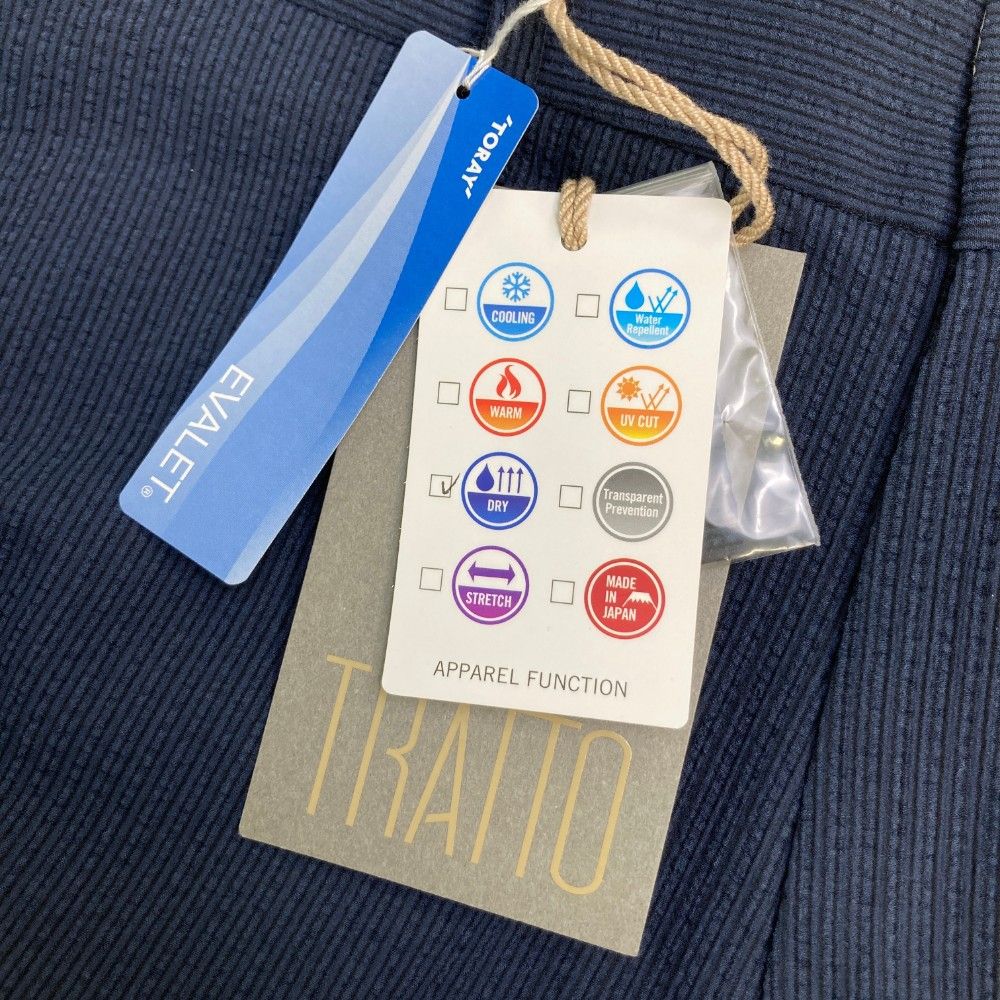 'TORAY'
EVALET®
COOLING
Water
Repellent
WARM
UV CUT
DRY
Transparent
Prevention
STRETCH
MADE
IN
JAPAN
APPAREL FUNCTION
TRATTO